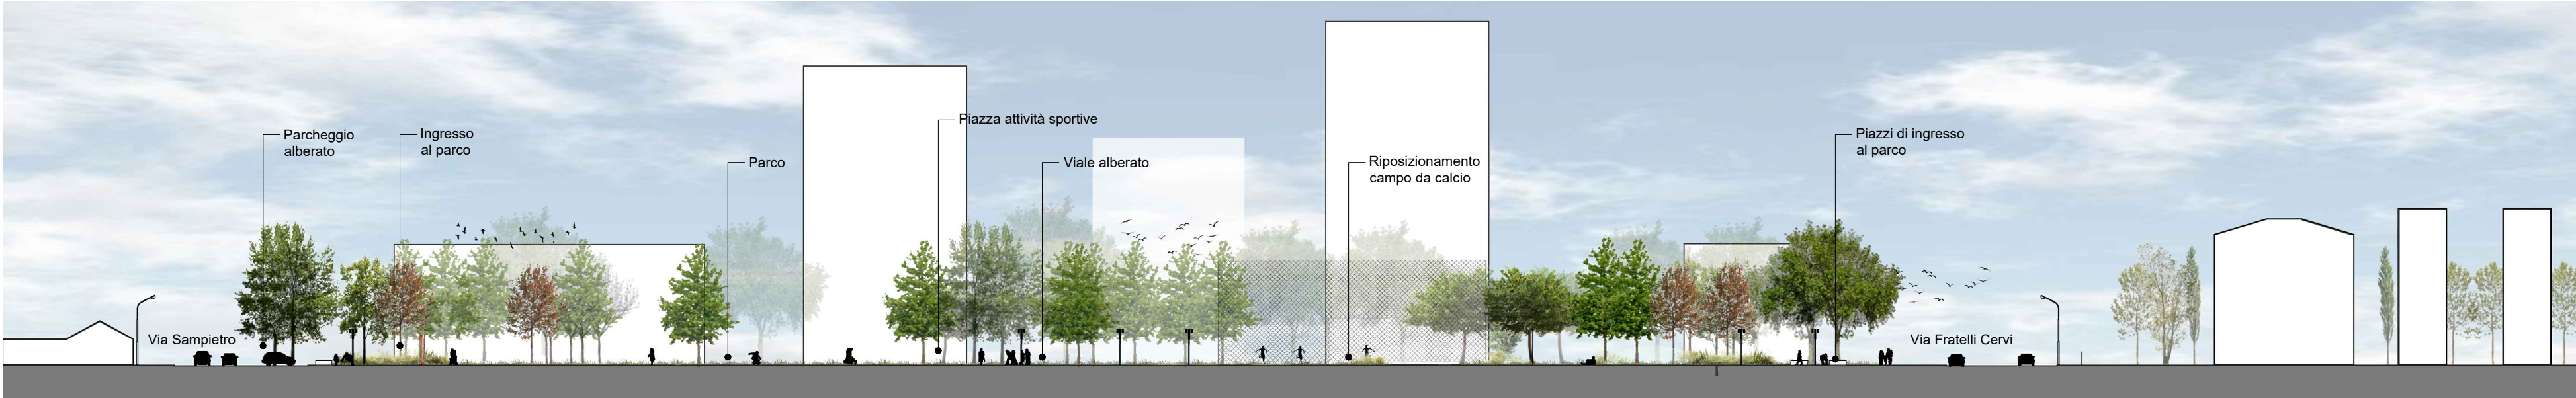 Parcheggio
alberato
Ingresso
al parco
Parco
Piazza attività sportive
Viale alberato
Riposizionamento
campo da calcio
Piazzi di ingresso
al parco
Via Sampietro
Via Fratelli Cervi